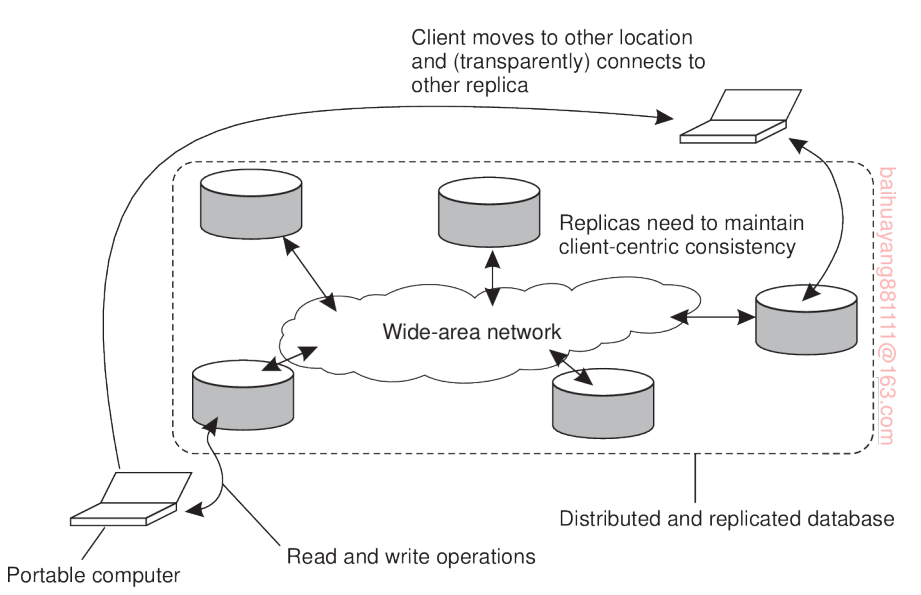 Client moves to other location
and (transparently) connects to
other replica
Replicas need to maintain
client-centric consistency
Wide-area network
Distributed and replicated database
Read and write operations
Portable computer
baihuayang881111@163.com